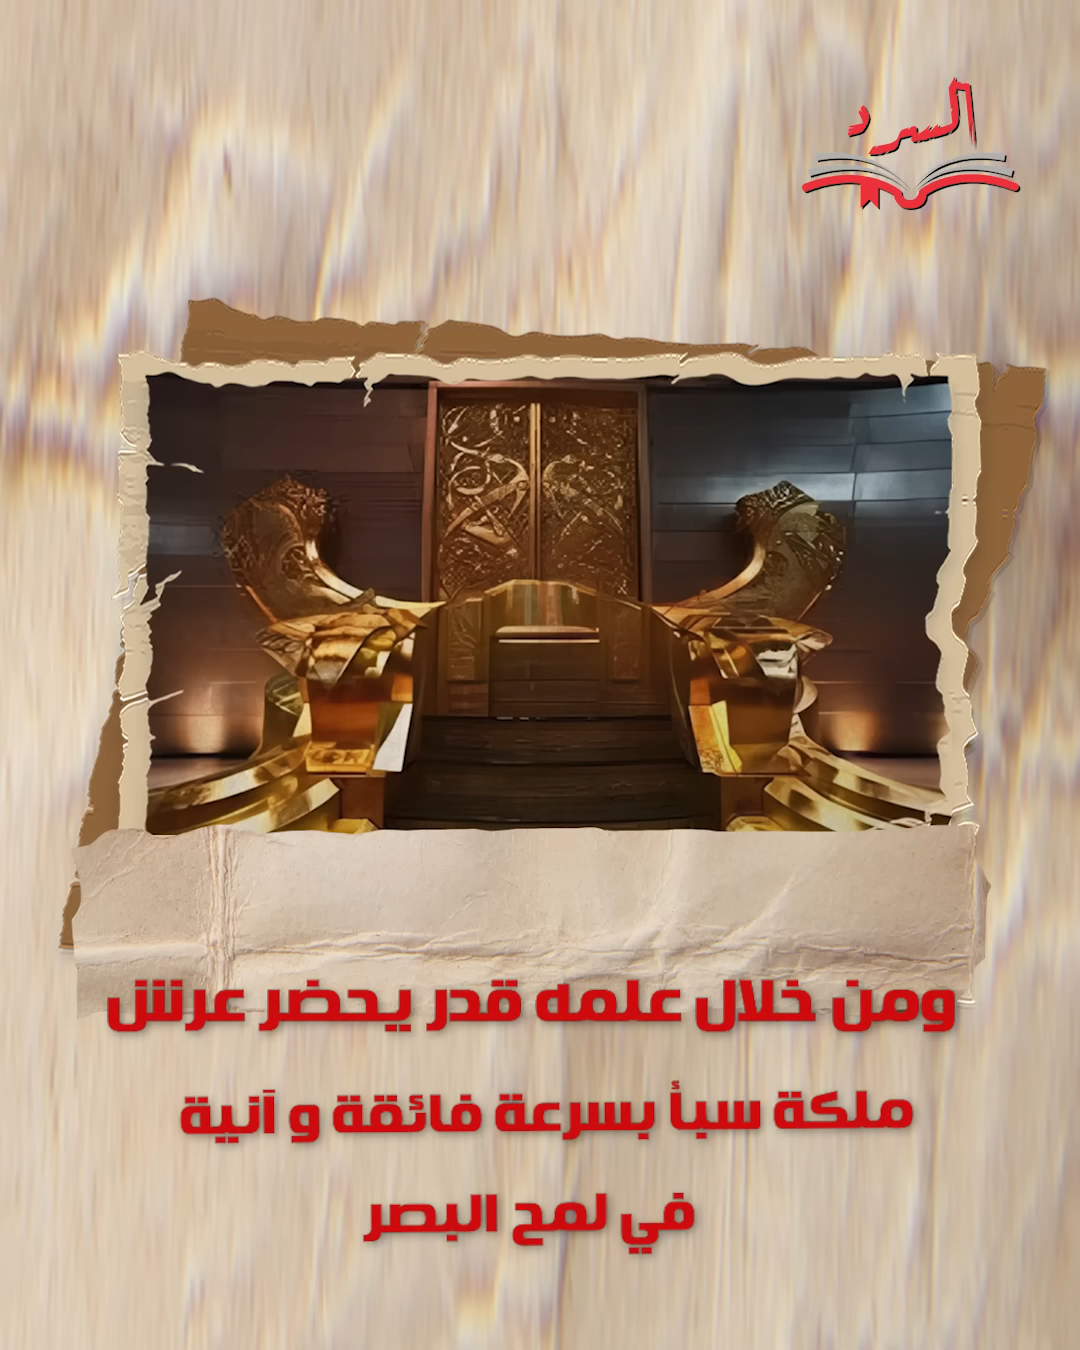 السرد
ومن خلال علمه قدر يحضر عرش
ملكة سبأ بسرعة فائقة و آنية
في لمح البصر